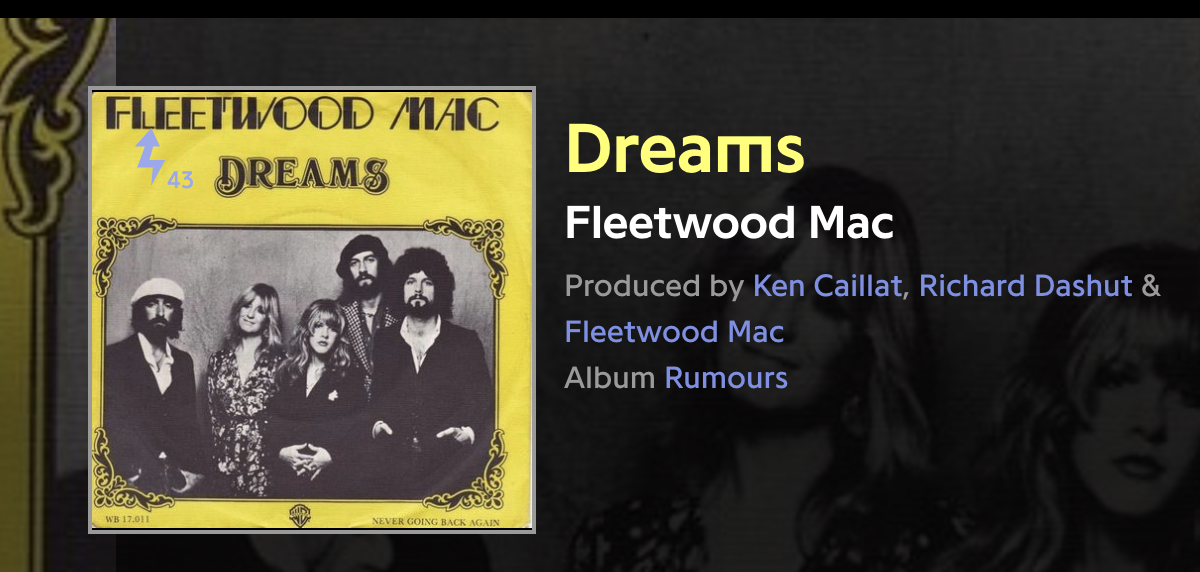 FLEETWOOD MAC
43
DREAMS
WB 17.011
NEVER GOING BACK AGAIN
Dreams
Fleetwood Mac
Produced by Ken Caillat, Richard Dashut &
Fleetwood Mac
Album Rumours